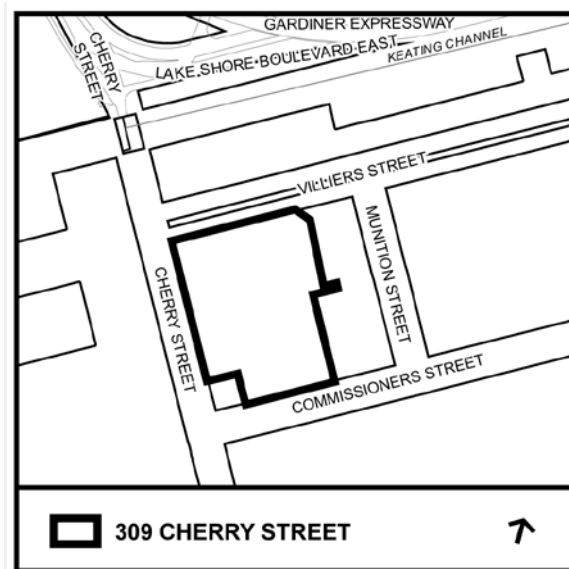 GARDINER EXPRESSWAY
CHERRY
STREET
LAKE SHORE BOULEVARD EAST
KEATING CHANNEL
VILLIERS STREET
MUNITION STREET
CHERRY STREET
COMMISSIONERS STREET
309 CHERRY STREET